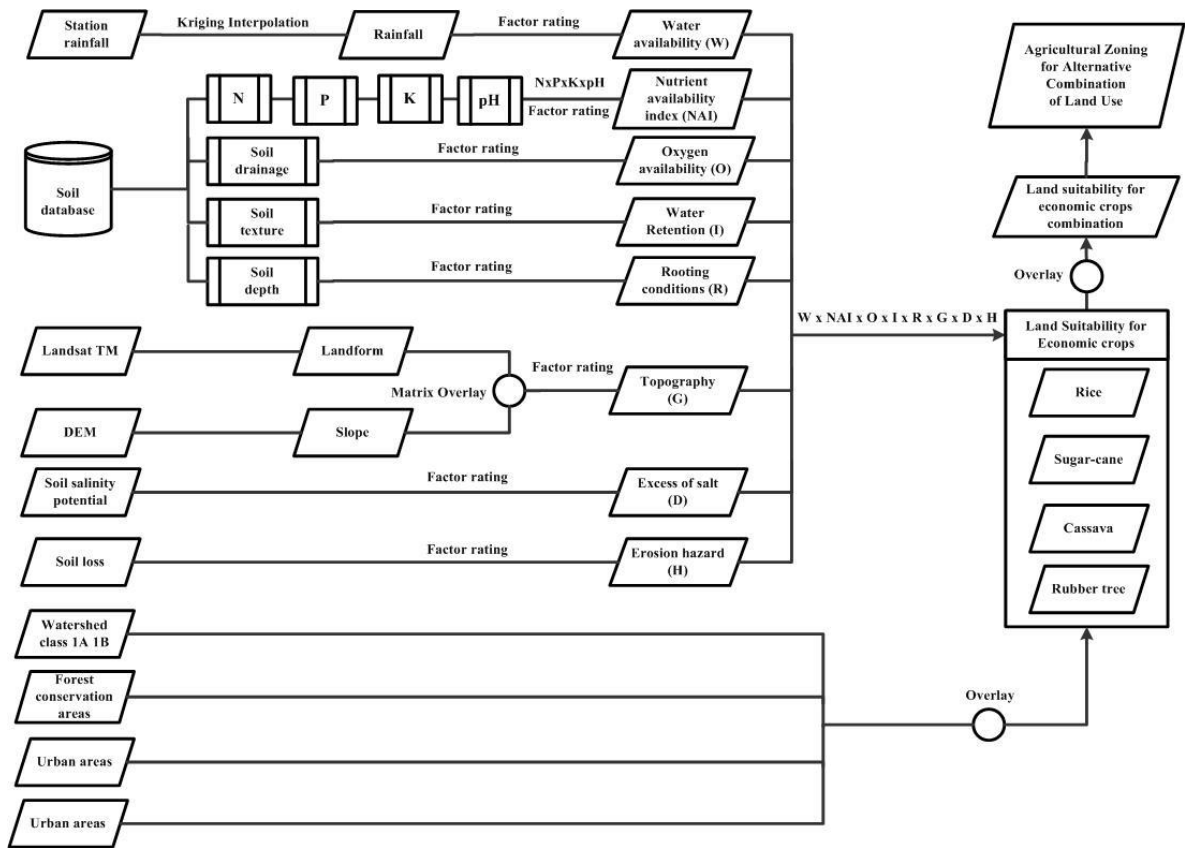 Station
rainfall
Kriging Interpolation
Rainfall
Factor rating
Water
availability (W)
N
P
K
pH
NxPxKxpH
Factor rating
Nutrient
availability
index (NAI)
Soil
database
Soil
drainage
Factor rating
Oxygen
availability (O)
Soil
texture
Factor rating
Water
Retention (I)
Soil
depth
Factor rating
Rooting
conditions (R)
Landsat TM
Landform
DEM
Slope
Matrix Overlay
Factor rating
Topography
(G)
Soil salinity
potential
Factor rating
Excess of salt
(D)
Soil loss
Factor rating
Erosion hazard
(H)
W x NAI x O x I x R x G x D x H
Watershed
class 1A 1B
Forest
conservation
areas
Urban areas
Urban areas
Overlay
Agricultural Zoning
for Alternative
Combination
of Land Use
Land suitability for
economic crops
combination
Overlay
Land Suitability for
Economic crops
Rice
Sugar-cane
Cassava
Rubber tree